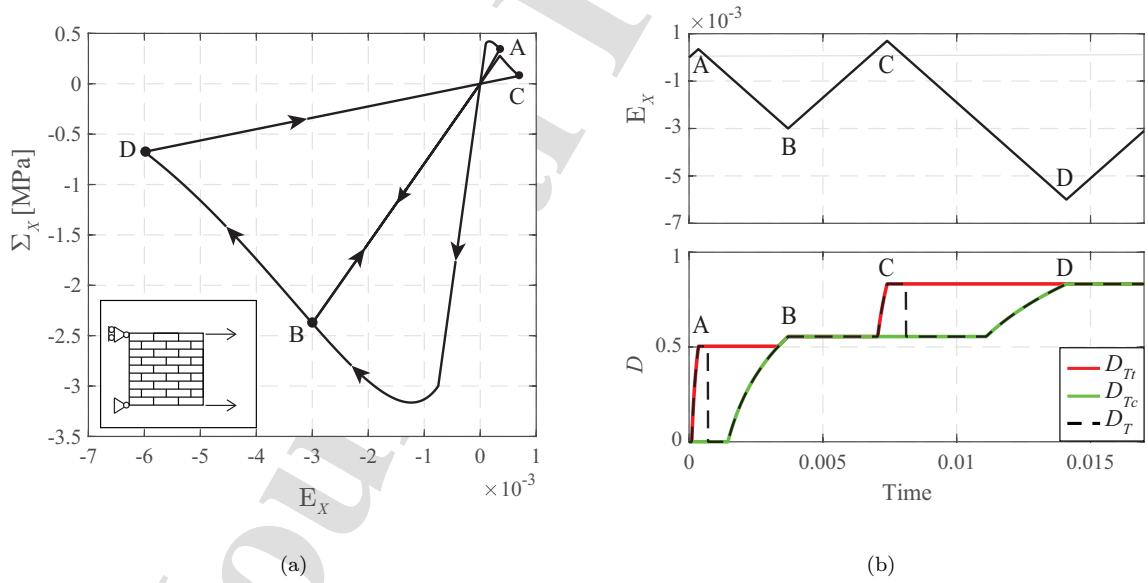 0.5
0
-0.5
-1
-1.5
-2
-2.5
-3
-3.5
Σ_X [MPa]
A
C
D
B
-7 -6 -5 -4 -3 -2 -1 0 1
×10⁻³
E_X
(a)
×10⁻³
1
-1
-3
-5
-7
E_X
A
B
C
D
1
0.5
0
D
A
B
C
D
D_Tt
D_Tc
D_T
0 0.005 0.01 0.015
Time
(b)